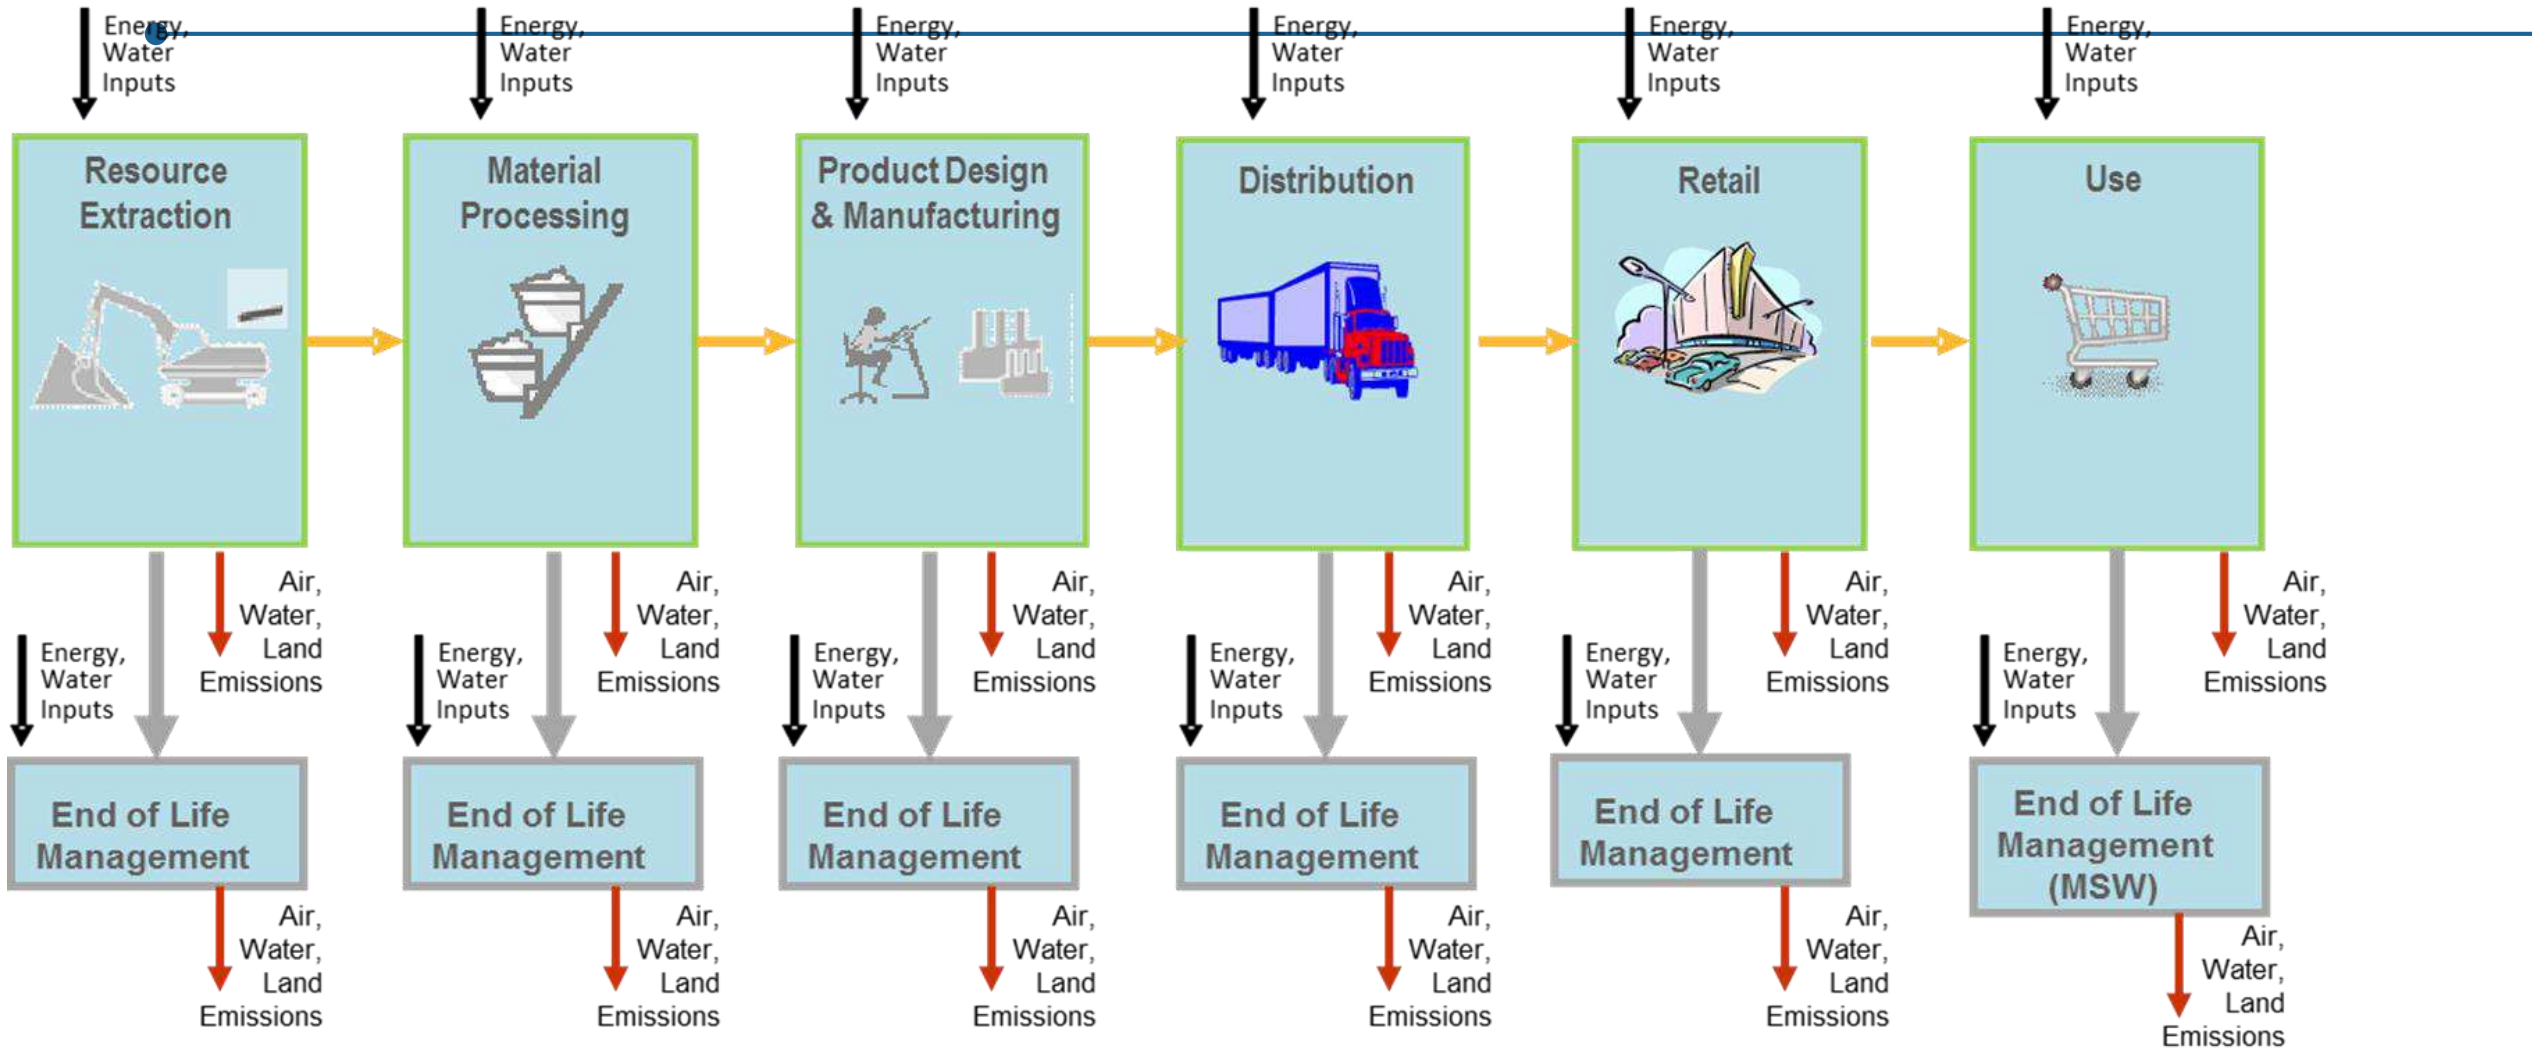 Energy,
Water
Inputs
Energy,
Water
Inputs
Energy,
Water
Inputs
Energy,
Water
Inputs
Energy,
Water
Inputs
Energy,
Water
Inputs
Resource
Extraction
Material
Processing
Product Design
& Manufacturing
Distribution
Retail
Use
Air,
Water,
Land
Emissions
Air,
Water,
Land
Emissions
Air,
Water,
Land
Emissions
Air,
Water,
Land
Emissions
Air,
Water,
Land
Emissions
Air,
Water,
Land
Emissions
Energy,
Water
Inputs
Energy,
Water
Inputs
Energy,
Water
Inputs
Energy,
Water
Inputs
Energy,
Water
Inputs
Energy,
Water
Inputs
End of Life
Management
End of Life
Management
End of Life
Management
End of Life
Management
End of Life
Management
End of Life
Management
(MSW)
Air,
Water,
Land
Emissions
Air,
Water,
Land
Emissions
Air,
Water,
Land
Emissions
Air,
Water,
Land
Emissions
Air,
Water,
Land
Emissions
Air,
Water,
Land
Emissions